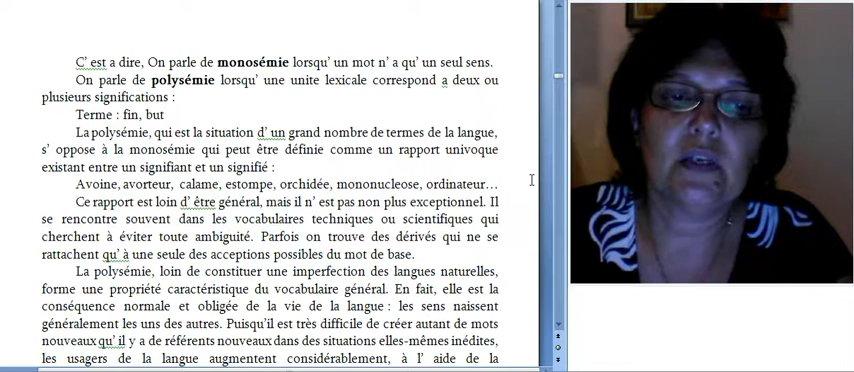 C' est a dire, On parle de monosémie lorsqu' un mot n' a qu' un seul sens.
On parle de polysémie lorsqu' une unite lexicale correspond a deux ou
plusieurs significations :
Terme : fin, but
La polysémie, qui est la situation d' un grand nombre de termes de la langue,
s' oppose à la monosémie qui peut être définie comme un rapport univoque
existant entre un signifiant et un signifié :
Avoine, avorteur, calame, estompe, orchidée, mononucleose, ordinateur…
Ce rapport est loin d' être général, mais il n' est pas non plus exceptionnel. Il
se rencontre souvent dans les vocabulaires techniques ou scientifiques qui
cherchent à éviter toute ambiguité. Parfois on trouve des dérivés qui ne se
rattachent qu' à une seule des acceptions possibles du mot de base.
La polysémie, loin de constituer une imperfection des langues naturelles,
forme une propriété caractéristique du vocabulaire général. En fait, elle est la
conséquence normale et obligée de la vie de la langue : les sens naissent
généralement les uns des autres. Puisqu'il est très difficile de créer autant de mots
nouveaux qu' il y a de référents nouveaux dans des situations elles-mêmes inédites,
les usagers de la langue augmentent considérablement, à l' aide de la